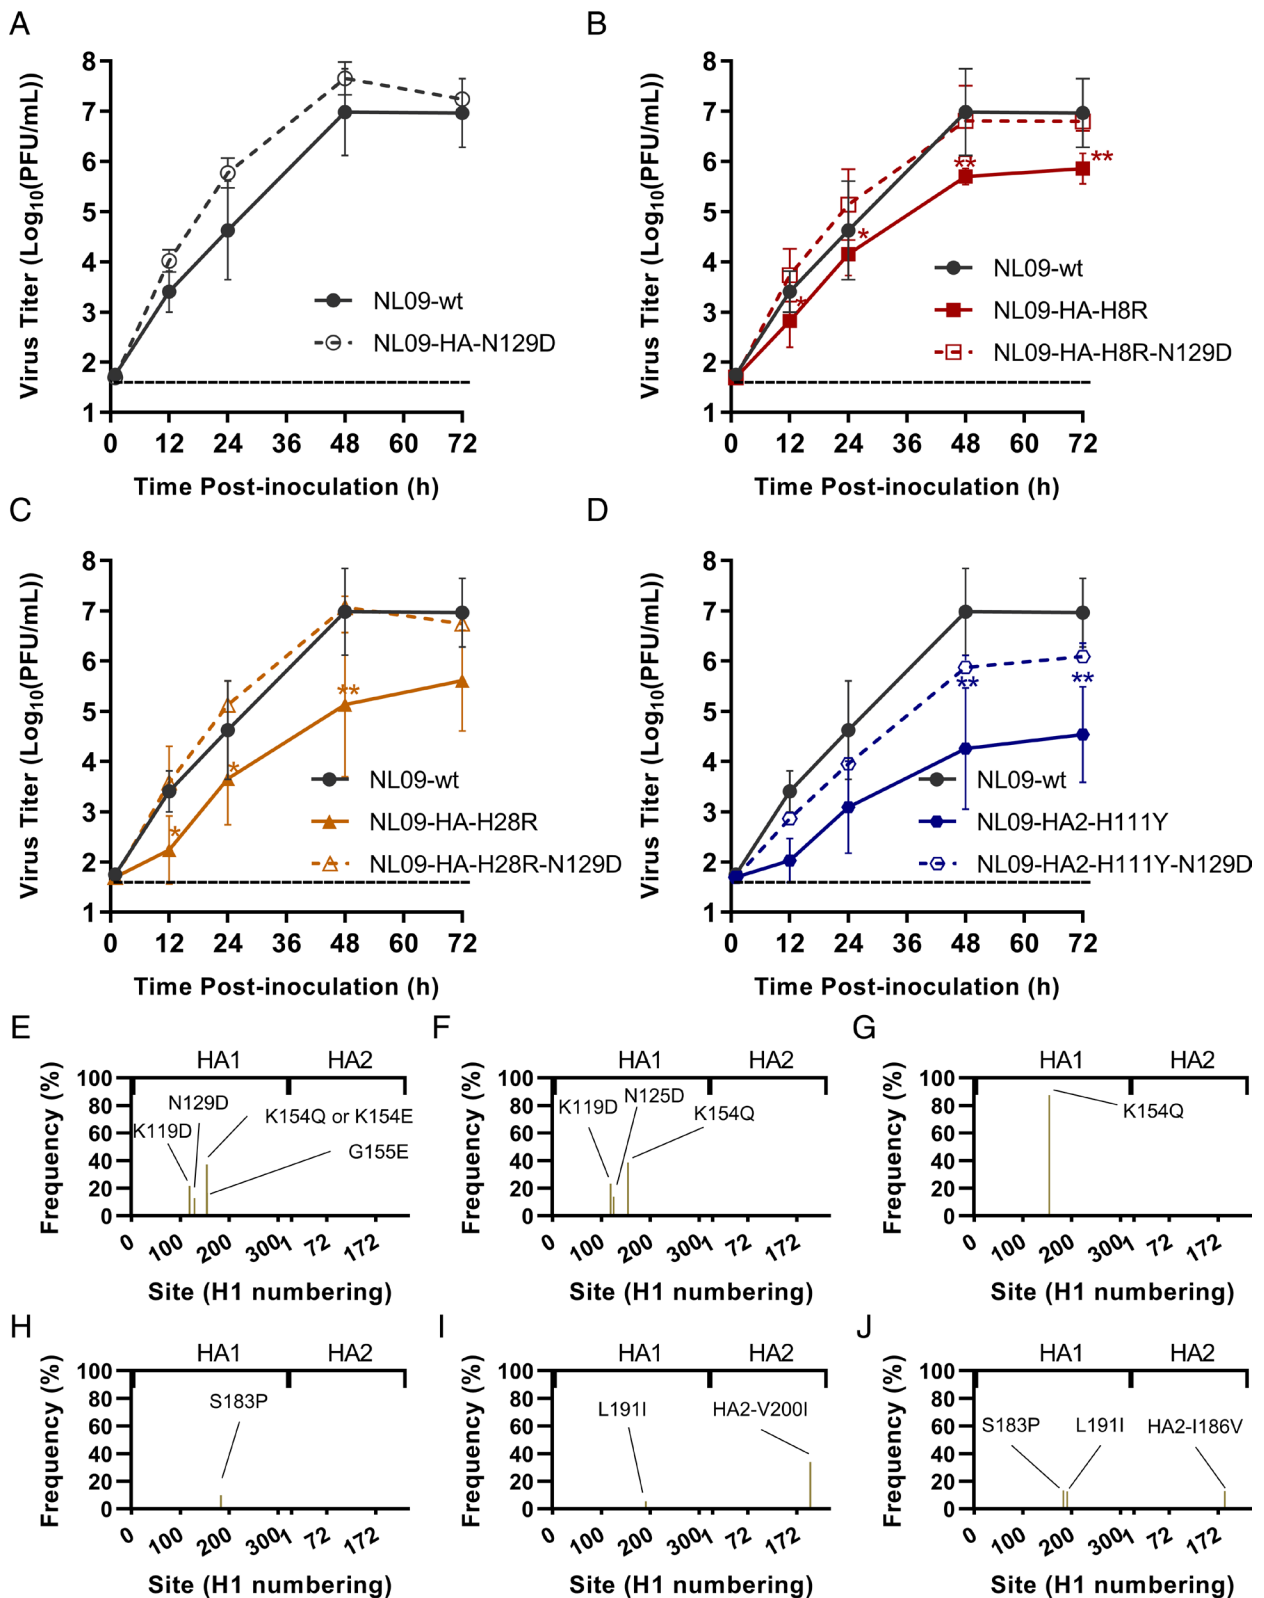 A
Virus Titer (Log10(PFU/mL))
8
7
6
5
4
3
2
1
NL09-wt
NL09-HA-N129D
0 12 24 36 48 60 72
Time Post-inoculation (h)
B
Virus Titer (Log10(PFU/mL))
8
7
6
5
4
3
2
1
**
**
*
*
NL09-wt
NL09-HA-H8R
NL09-HA-H8R-N129D
0 12 24 36 48 60 72
Time Post-inoculation (h)
C
Virus Titer (Log10(PFU/mL))
8
7
6
5
4
3
2
1
**
*
*
NL09-wt
NL09-HA-H28R
NL09-HA-H28R-N129D
0 12 24 36 48 60 72
Time Post-inoculation (h)
D
Virus Titer (Log10(PFU/mL))
8
7
6
5
4
3
2
1
**
**
NL09-wt
NL09-HA2-H111Y
NL09-HA2-H111Y-N129D
0 12 24 36 48 60 72
Time Post-inoculation (h)
E
HA1 HA2
Frequency (%)
100
80
60
40
20
0
N129D
K119D
K154Q or K154E
G155E
0 100 200 300 1 72 172
Site (H1 numbering)
F
HA1 HA2
Frequency (%)
100
80
60
40
20
0
K119D
N125D
K154Q
0 100 200 300 1 72 172
Site (H1 numbering)
G
HA1 HA2
Frequency (%)
100
80
60
40
20
0
K154Q
0 100 200 300 1 72 172
Site (H1 numbering)
H
HA1 HA2
Frequency (%)
100
80
60
40
20
0
S183P
0 100 200 300 1 72 172
Site (H1 numbering)
I
HA1 HA2
Frequency (%)
100
80
60
40
20
0
L191I
HA2-V200I
0 100 200 300 1 72 172
Site (H1 numbering)
J
HA1 HA2
Frequency (%)
100
80
60
40
20
0
S183P
L191I
HA2-I186V
0 100 200 300 1 72 172
Site (H1 numbering)